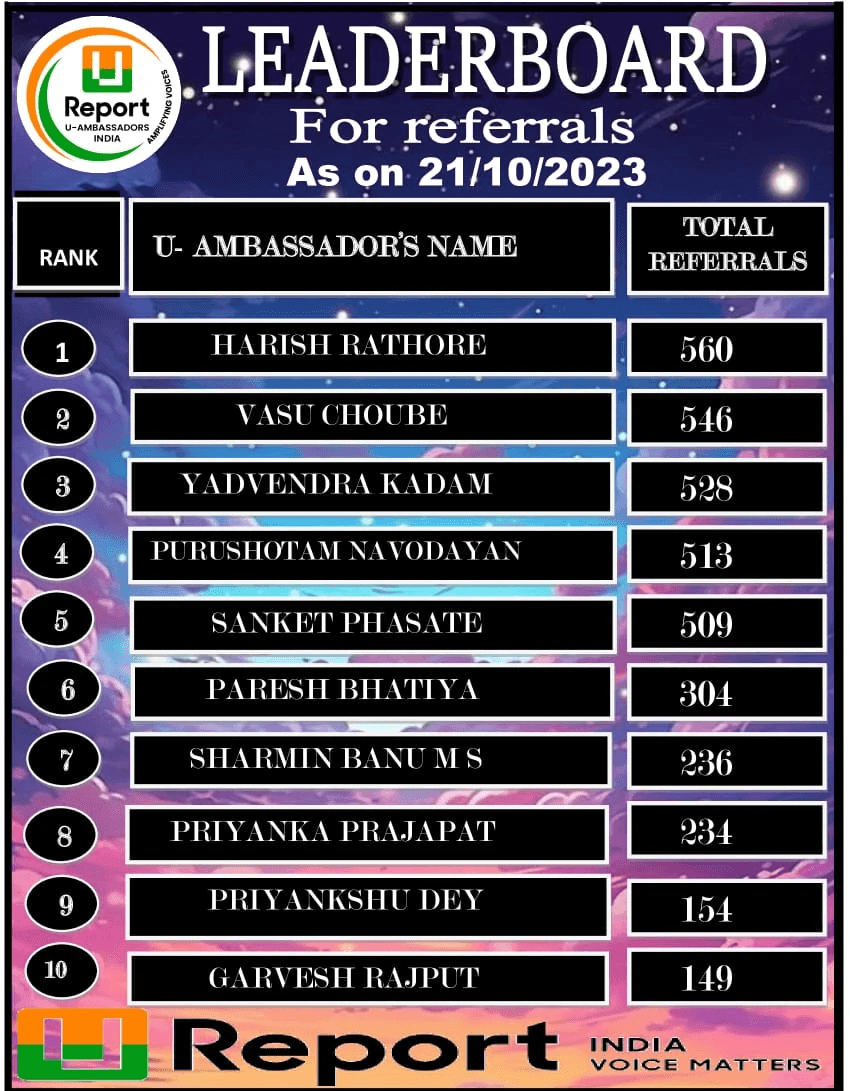 U
Report
U-AMBASSADORS
INDIA
AMPLIFYING VOICES
LEADERBOARD
For referrals
As on 21/10/2023
RANK U- AMBASSADOR'S NAME TOTAL REFERRALS
1 HARISH RATHORE 560
2 VASU CHOUBE 546
3 YADVENDRA KADAM 528
4 PURUSHOTAM NAVODAYAN 513
5 SANKET PHASATE 509
6 PARESH BHATIYA 304
7 SHARMIN BANU M S 236
8 PRIYANKA PRAJAPAT 234
9 PRIYANKSHU DEY 154
10 GARVESH RAJPUT 149
U Report INDIA
VOICE MATTERS